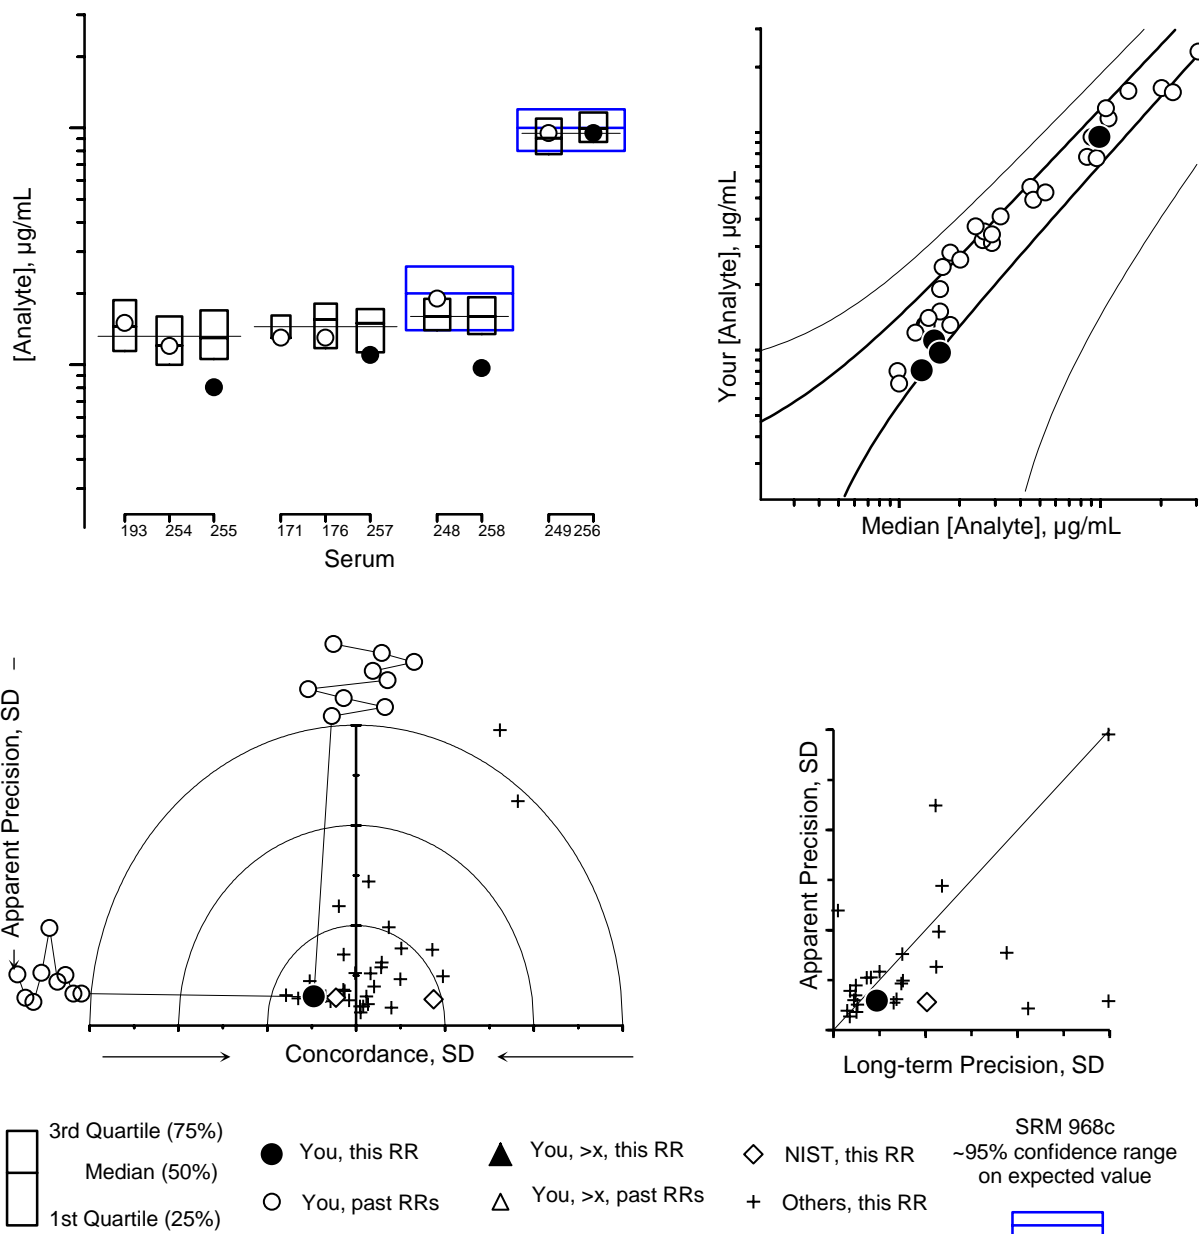 [Analyte], µg/mL
193 254 255 171 176 257 248 258 249 256
Serum
Your [Analyte], µg/mL
Median [Analyte], µg/mL
Apparent Precision, SD
Concordance, SD
Apparent Precision, SD
Long-term Precision, SD
3rd Quartile (75%)
Median (50%)
1st Quartile (25%)
You, this RR
You, past RRs
You, >x, this RR
You, >x, past RRs
NIST, this RR
Others, this RR
SRM 968c
~95% confidence range
on expected value